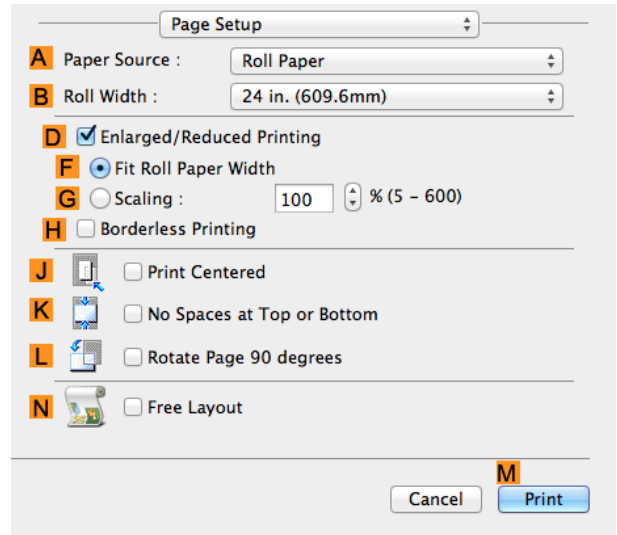 Page Setup
A Paper Source : Roll Paper
B Roll Width : 24 in. (609.6mm)
D Enlarged/Reduced Printing
F Fit Roll Paper Width
G Scaling : 100 % (5 – 600)
H Borderless Printing
J Print Centered
K No Spaces at Top or Bottom
L Rotate Page 90 degrees
N Free Layout
M
Cancel Print